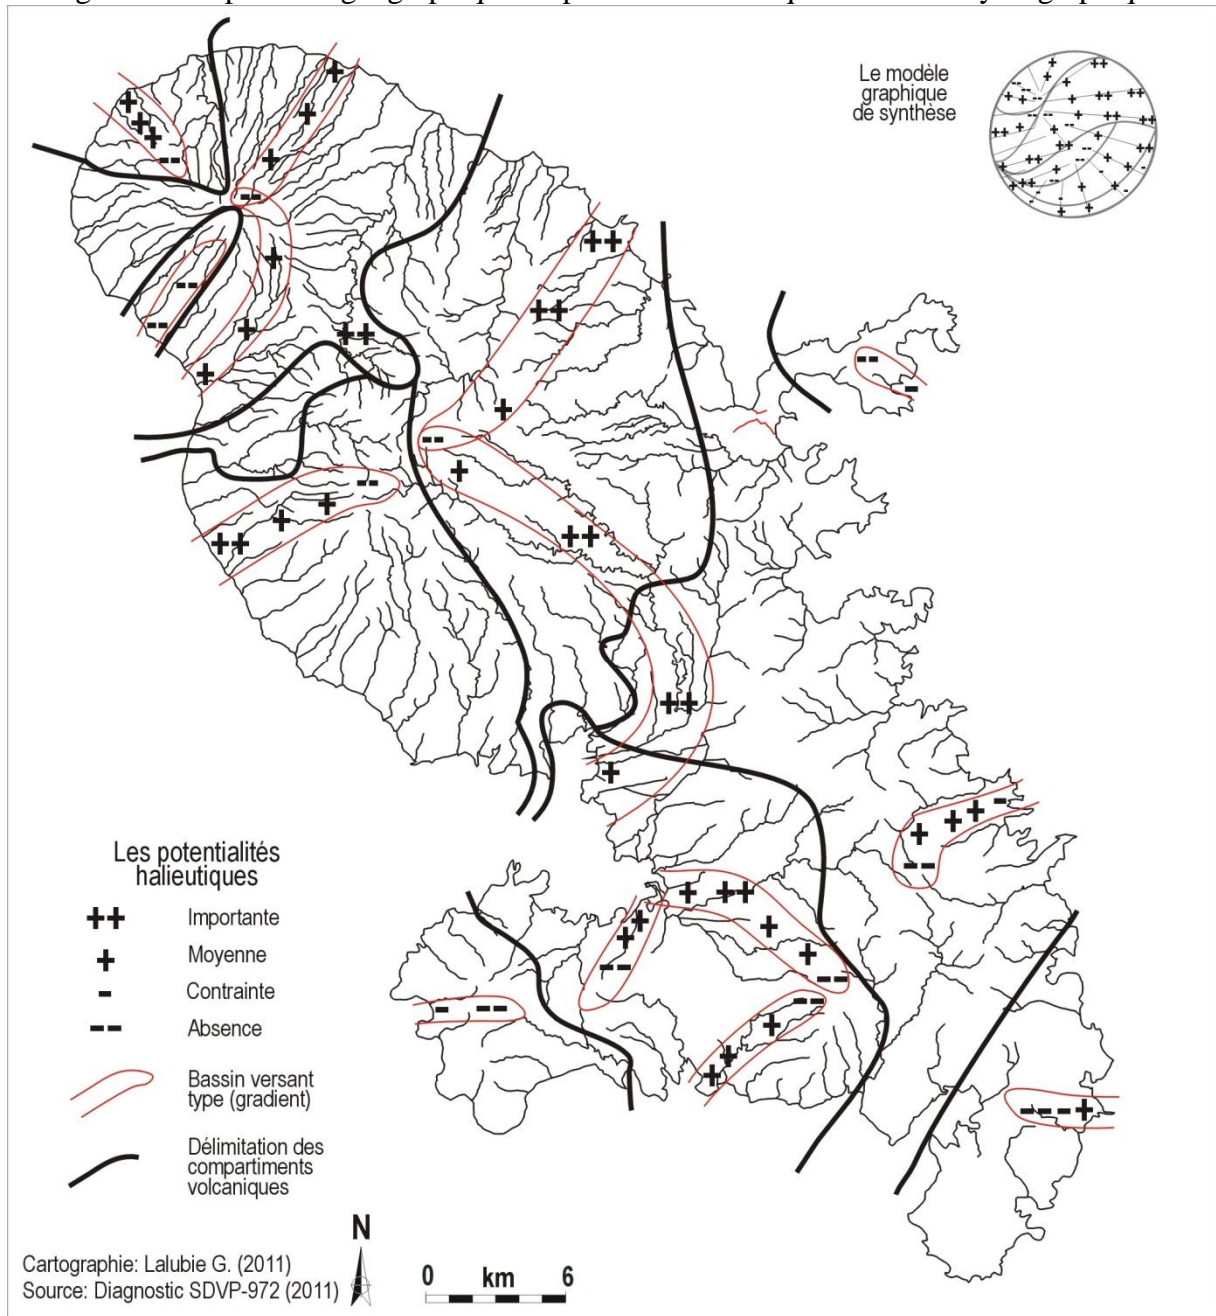 Le modèle
graphique
de synthèse
Les potentialités
halieutiques
++ Importante
+ Moyenne
- Contrainte
-- Absence
Bassin versant
type (gradient)
Délimitation des
compartiments
volcaniques
N
0 km 6
Cartographie: Lalubie G. (2011)
Source: Diagnostic SDVP-972 (2011)